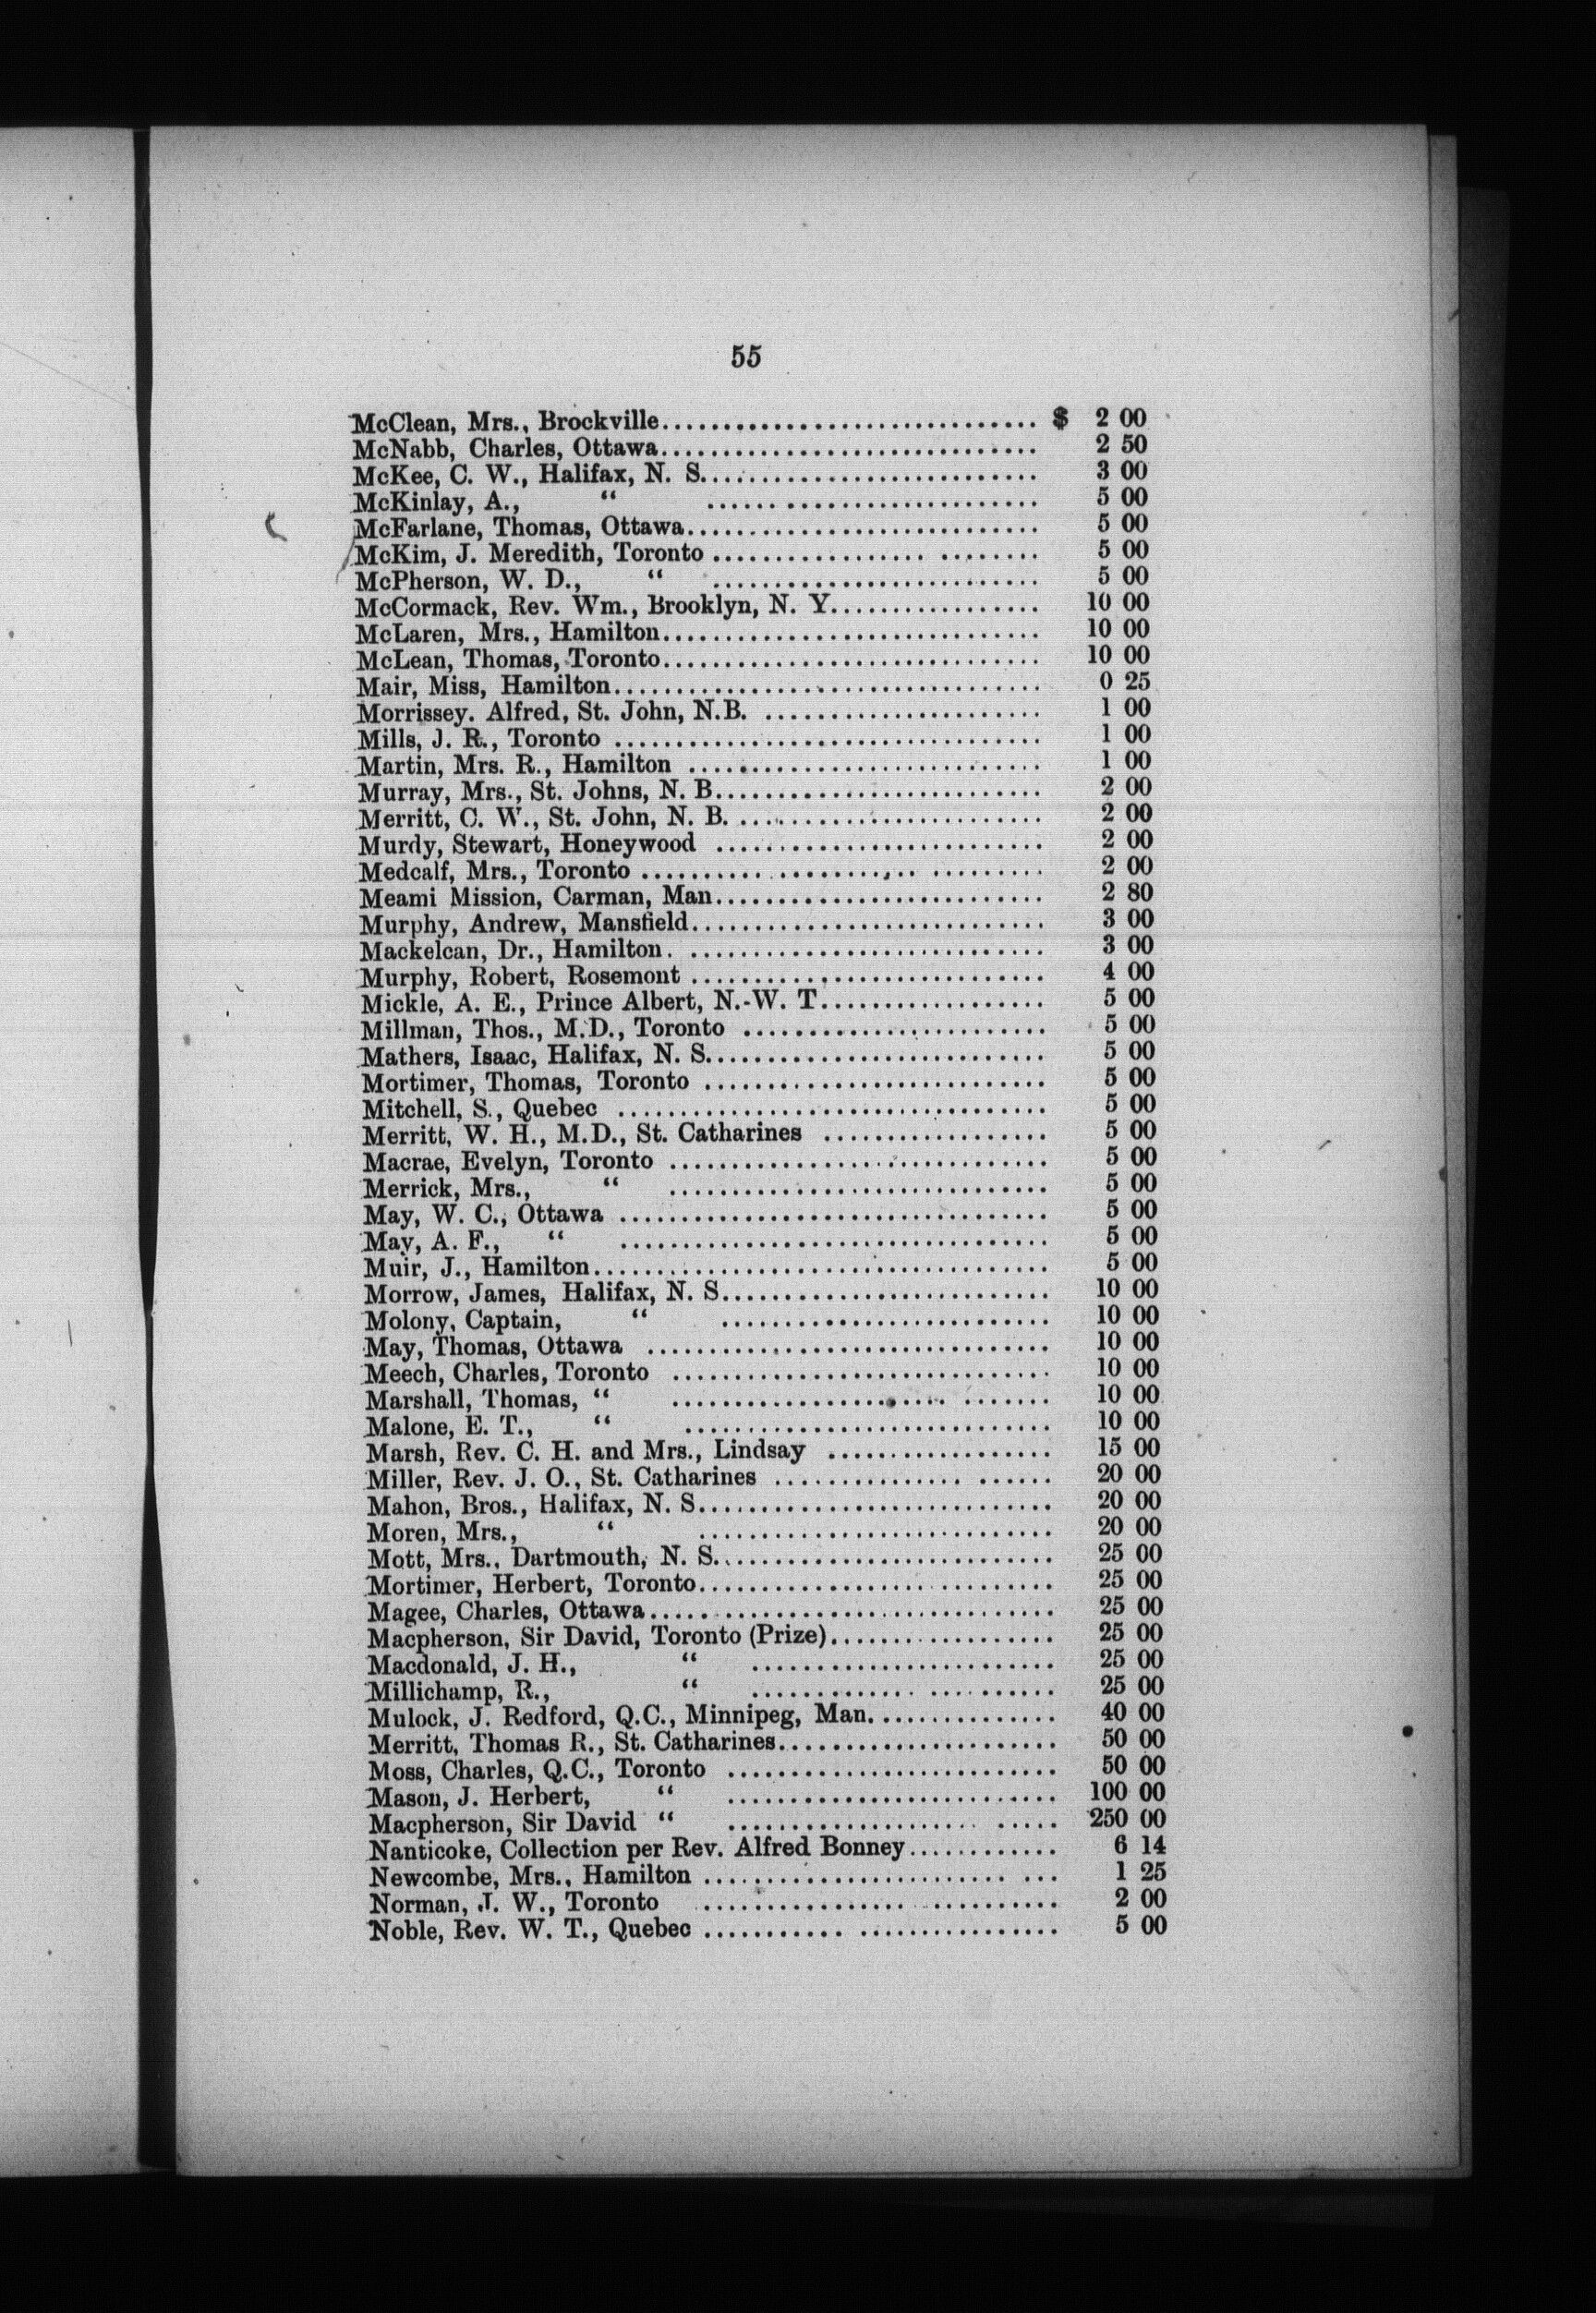 55
McClean, Mrs., Brockville.............................. $ 2 00
McNabb, Charles, Ottawa.............................. 2 50
McKee, C. W., Halifax, N. S........................... 3 00
McKinlay, A., “ ........................... 5 00
McFarlane, Thomas, Ottawa............................ 5 00
McKim, J. Meredith, Toronto .......................... 5 00
McPherson, W. D., “ .......................... 5 00
McCormack, Rev. Wm., Brooklyn, N. Y................. 10 00
McLaren, Mrs., Hamilton.............................. 10 00
McLean, Thomas, Toronto.............................. 10 00
Mair, Miss, Hamilton.................................. 0 25
Morrissey. Alfred, St. John, N.B. ....................... 1 00
Mills, J. R., Toronto ................................... 1 00
Martin, Mrs. R., Hamilton ............................. 1 00
Murray, Mrs., St. Johns, N. B.......................... 2 00
Merritt, C. W., St. John, N. B. ......................... 2 00
Murdy, Stewart, Honeywood ........................... 2 00
Medcalf, Mrs., Toronto ................................ 2 00
Meami Mission, Carman, Man.......................... 2 80
Murphy, Andrew, Mansfield............................ 3 00
Mackelcan, Dr., Hamilton. ............................. 3 00
Murphy, Robert, Rosemont ............................. 4 00
Mickle, A. E., Prince Albert, N.-W. T.................. 5 00
Millman, Thos., M.D., Toronto ......................... 5 00
Mathers, Isaac, Halifax, N. S........................... 5 00
Mortimer, Thomas, Toronto ............................ 5 00
Mitchell, S., Quebec ................................... 5 00
Merritt, W. H., M.D., St. Catharines .................. 5 00
Macrae, Evelyn, Toronto ............................... 5 00
Merrick, Mrs., “ ............................... 5 00
May, W. C., Ottawa ................................... 5 00
May, A. F., “ ................................... 5 00
Muir, J., Hamilton..................................... 5 00
Morrow, James, Halifax, N. S.......................... 10 00
Molony, Captain, “ .......................... 10 00
May, Thomas, Ottawa ................................. 10 00
Meech, Charles, Toronto ............................... 10 00
Marshall, Thomas, “ ............................. 10 00
Malone, E. T., “ ............................. 10 00
Marsh, Rev. C. H. and Mrs., Lindsay .................. 15 00
Miller, Rev. J. O., St. Catharines ..................... 20 00
Mahon, Bros., Halifax, N. S............................ 20 00
Moren, Mrs., “ ............................ 20 00
Mott, Mrs., Dartmouth, N. S........................... 25 00
Mortimer, Herbert, Toronto............................ 25 00
Magee, Charles, Ottawa................................ 25 00
Macpherson, Sir David, Toronto (Prize).................. 25 00
Macdonald, J. H., “ ........................ 25 00
Millichamp, R., “ ........................ 25 00
Mulock, J. Redford, Q.C., Minnipeg, Man............... 40 00
Merritt, Thomas R., St. Catharines...................... 50 00
Moss, Charles, Q.C., Toronto .......................... 50 00
Mason, J. Herbert, “ .......................... 100 00
Macpherson, Sir David “ ......................... 250 00
Nanticoke, Collection per Rev. Alfred Bonney............ 6 14
Newcombe, Mrs., Hamilton ............................ 1 25
Norman, J. W., Toronto ............................ 2 00
Noble, Rev. W. T., Quebec ........................... 5 00